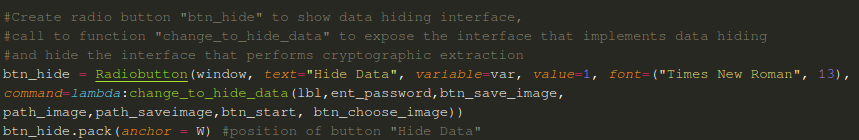 #Create radio button "btn_hide" to show data hiding interface,
#call to function "change_to_hide_data" to expose the interface that implements data hiding
#and hide the interface that performs cryptographic extraction
btn_hide = Radiobutton(window, text="Hide Data", variable=var, value=1, font=("Times New Roman", 13),
command=lambda:change_to_hide_data(lbl,ent_password,btn_save_image,
path_image,path_saveimage,btn_start, btn_choose_image))
btn_hide.pack(anchor = W) #position of button "Hide Data"